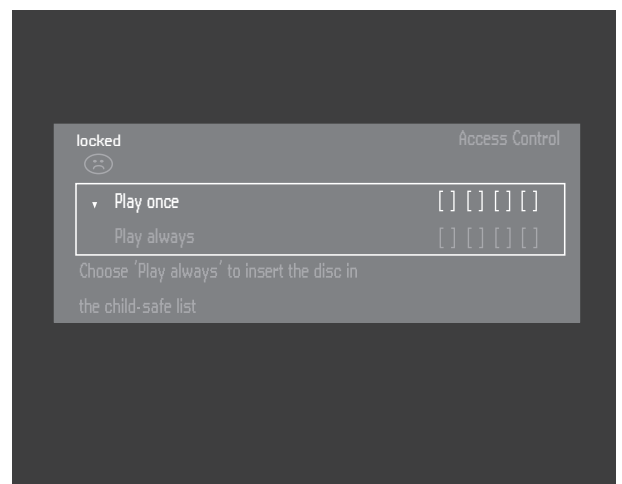 locked
Access Control
Play once [ ] [ ] [ ] [ ]
Play always [ ] [ ] [ ] [ ]
Choose 'Play always' to insert the disc in
the child-safe list